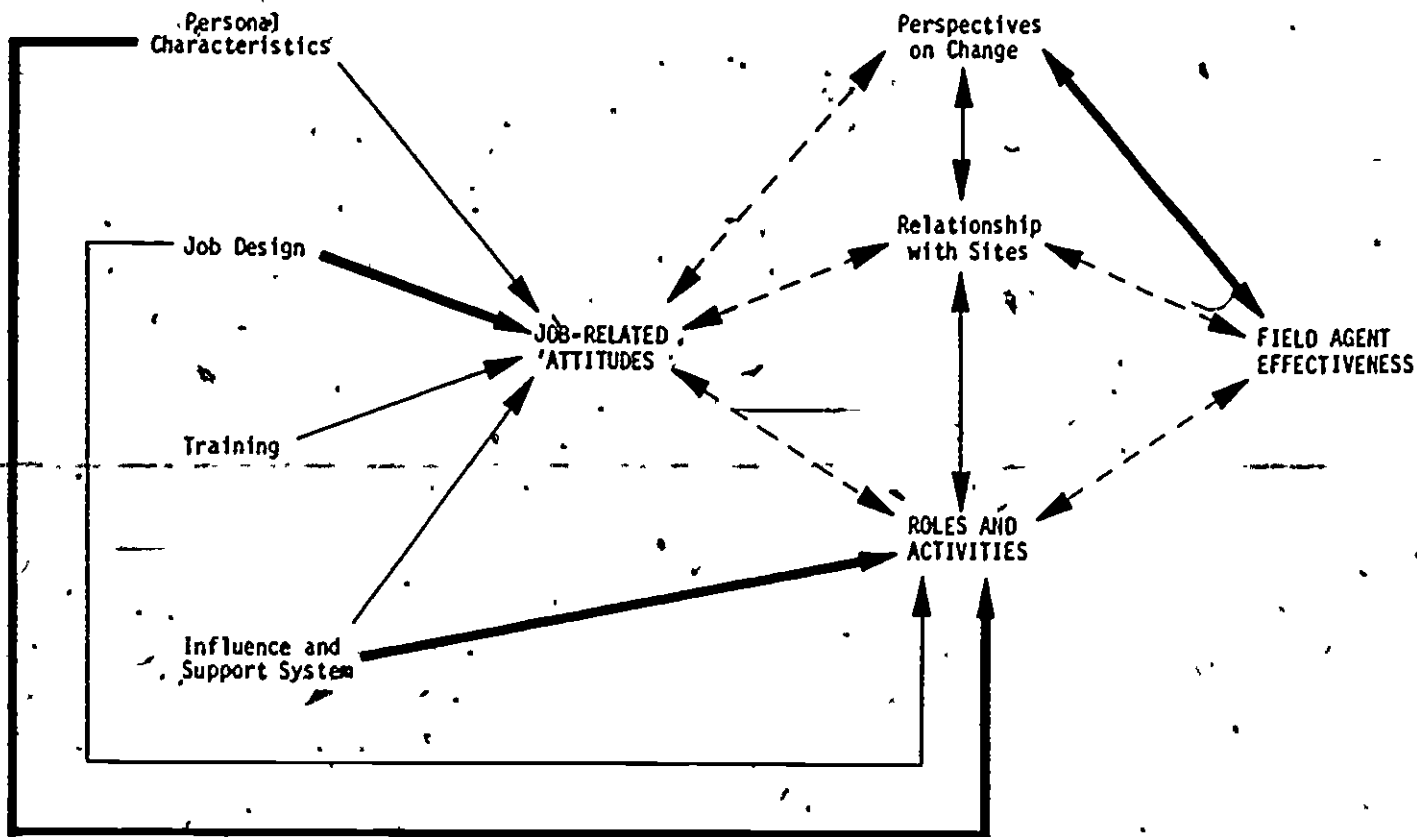 Personal
Characteristics
Perspectives
on Change
Job Design
Relationship
with Sites
JOB-RELATED
ATTITUDES
FIELD AGENT
EFFECTIVENESS
Training
ROLES AND
ACTIVITIES
Influence and
Support System